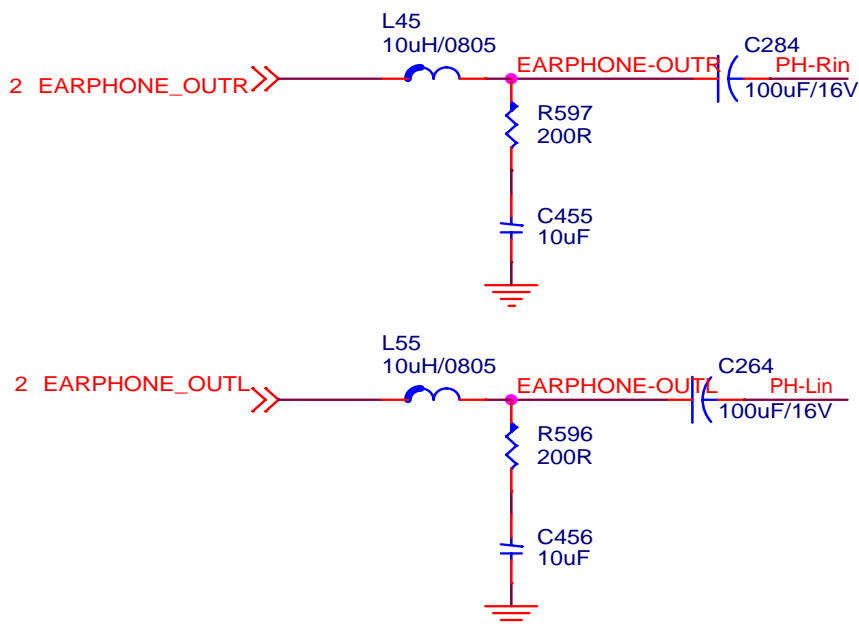 L45
10uH/0805
2 EARPHONE_OUTR
EARPHONE-OUTR
C284
PH-Rin
100uF/16V
R597
200R
C455
10uF
L55
10uH/0805
2 EARPHONE_OUTL
EARPHONE-OUTL
C264
PH-Lin
100uF/16V
R596
200R
C456
10uF